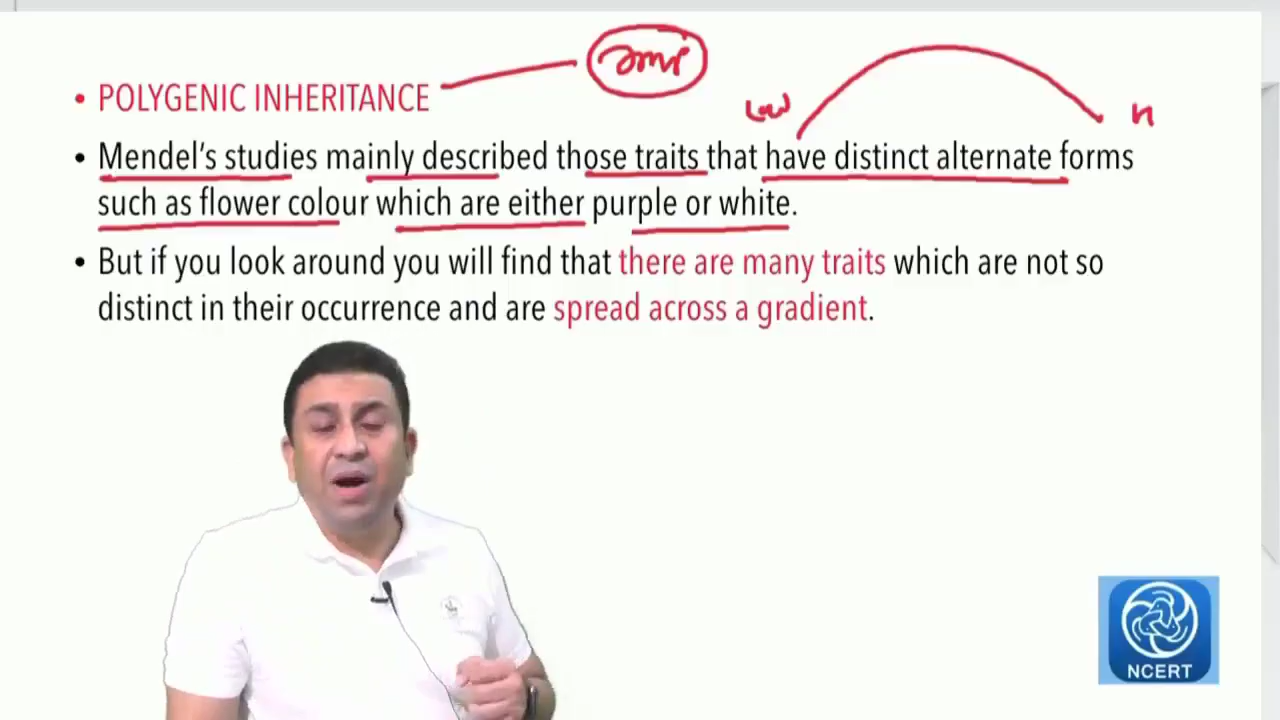 • POLYGENIC INHERITANCE
Low
• Mendel's studies mainly described those traits that have distinct alternate forms
such as flower colour which are either purple or white.
• But if you look around you will find that there are many traits which are not so
distinct in their occurrence and are spread across a gradient.
NCERT